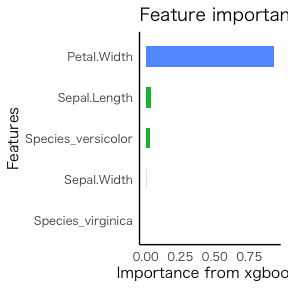 Feature importan
Features
Petal.Width
Sepal.Length
Species_versicolor
Sepal.Width
Species_virginica
0.00 0.25 0.50 0.75
Importance from xgboo